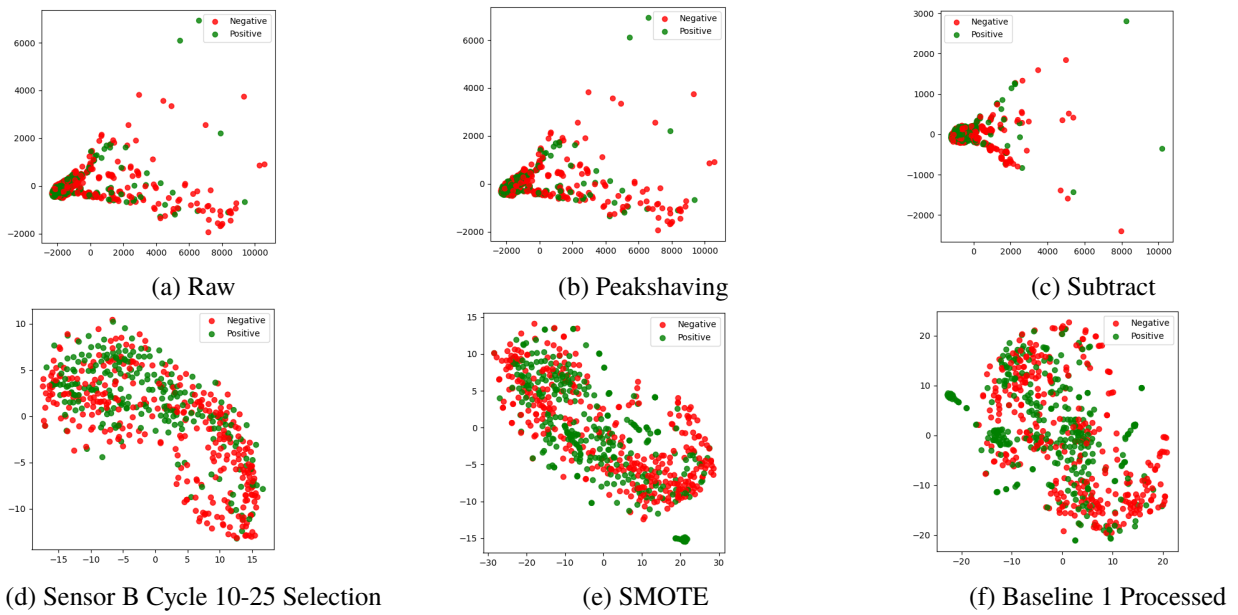 6000
4000
2000
0
−2000
−2000 0 2000 4000 6000 8000 10000
Negative
Positive
(a) Raw
6000
4000
2000
0
−2000
−2000 0 2000 4000 6000 8000 10000
Negative
Positive
(b) Peakshaving
3000
2000
1000
0
−1000
−2000
0 2000 4000 6000 8000 10000
Negative
Positive
(c) Subtract
10
5
0
−5
−10
−15 −10 −5 0 5 10 15
Negative
Positive
(d) Sensor B Cycle 10-25 Selection
15
10
5
0
−5
−10
−15
−30 −20 −10 0 10 20 30
Negative
Positive
(e) SMOTE
20
10
0
−10
−20
−20 −10 0 10 20
Negative
Positive
(f) Baseline 1 Processed